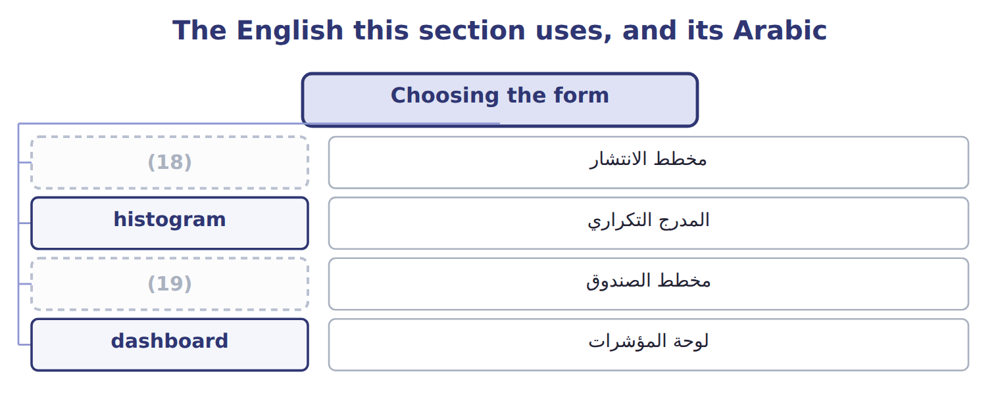 The English this section uses, and its Arabic
Choosing the form
(18)
مخطط الانتشار
histogram
المدرج التكراري
(19)
مخطط الصندوق
dashboard
لوحة المؤشرات